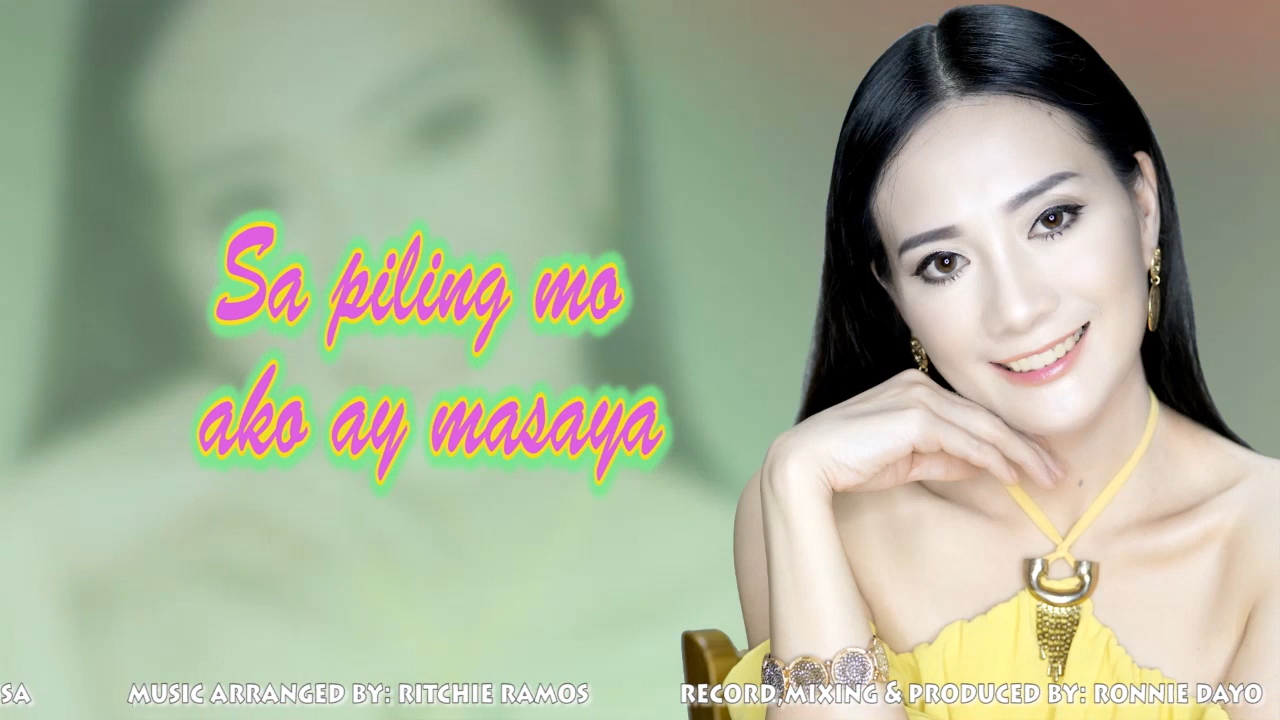 Sa piling mo
ako ay masaya
SA MUSIC ARRANGED BY: RITCHIE RAMOS RECORD,MIXING & PRODUCED BY: RONNIE DAYO